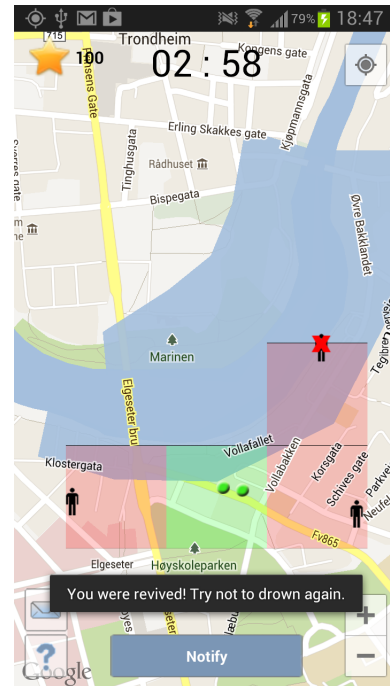 79% 18:47
715
Trondheim
Kongens gate
100
02 : 58
Prinsens Gate
Erling Skakkes gate
Kjøpmannsgata
Tinghusgata
Rådhuset
Bispegata
Øvre Bakklandet
Marinen
Elgeseter bru
Vollafallet
Klostergata
Vollabakken
Korsgata
Schives gate
Fv865
Elgeseter
Høyskoleparken
You were revived! Try not to drown again.
?
Notify
+
−
Google